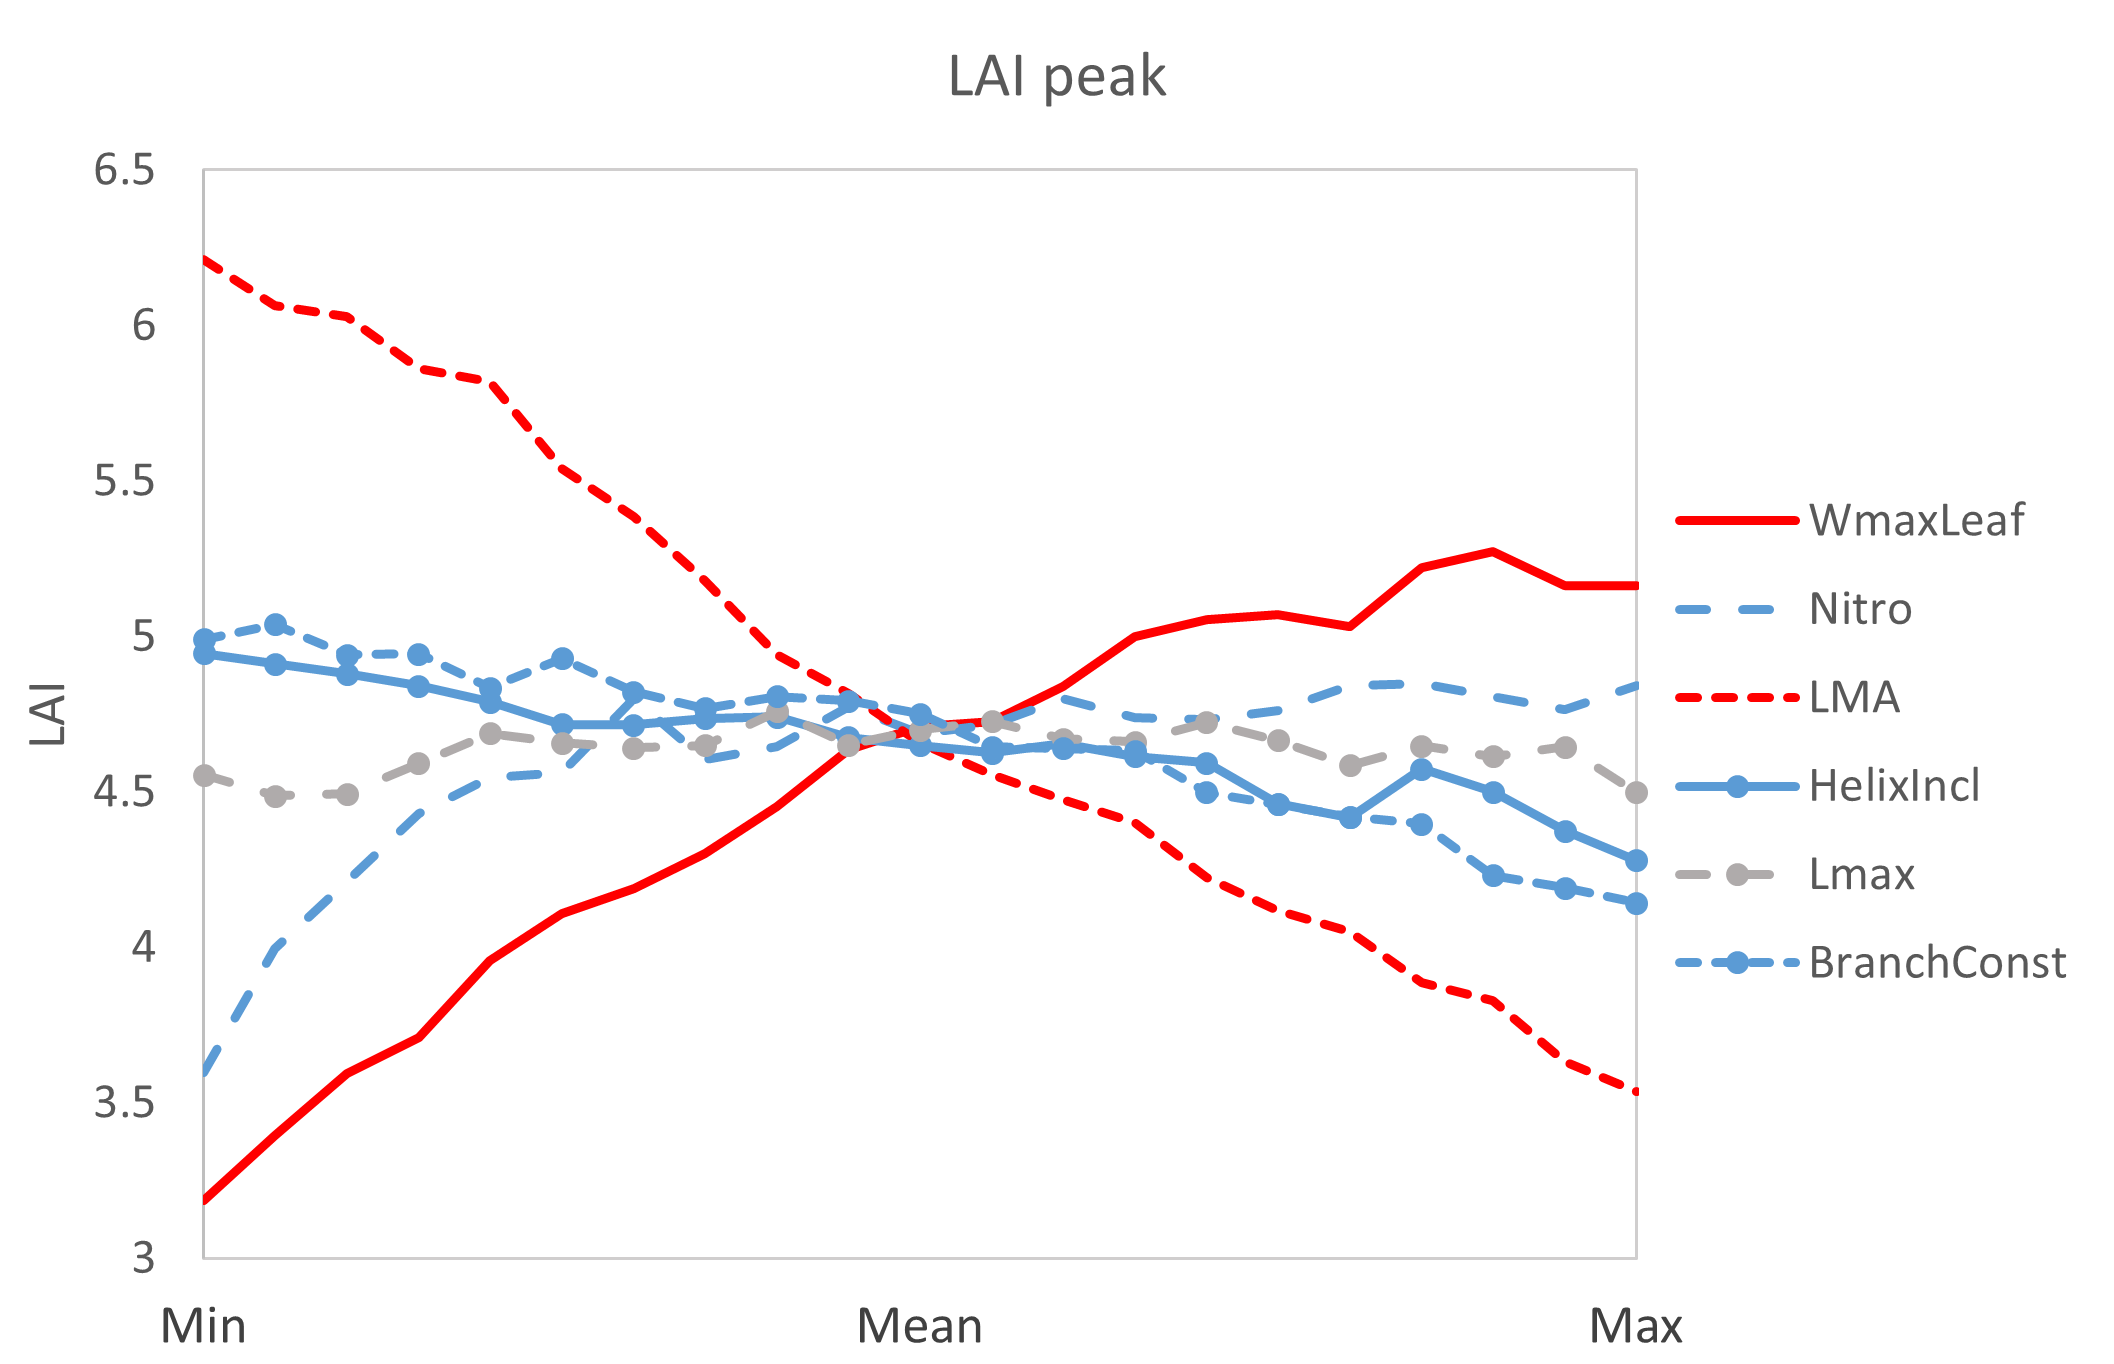 LAI peak
6.5
6
5.5
5
4.5
4
3.5
3
LAI
Min
Mean
Max
WmaxLeaf
Nitro
LMA
HelixIncl
Lmax
BranchConst